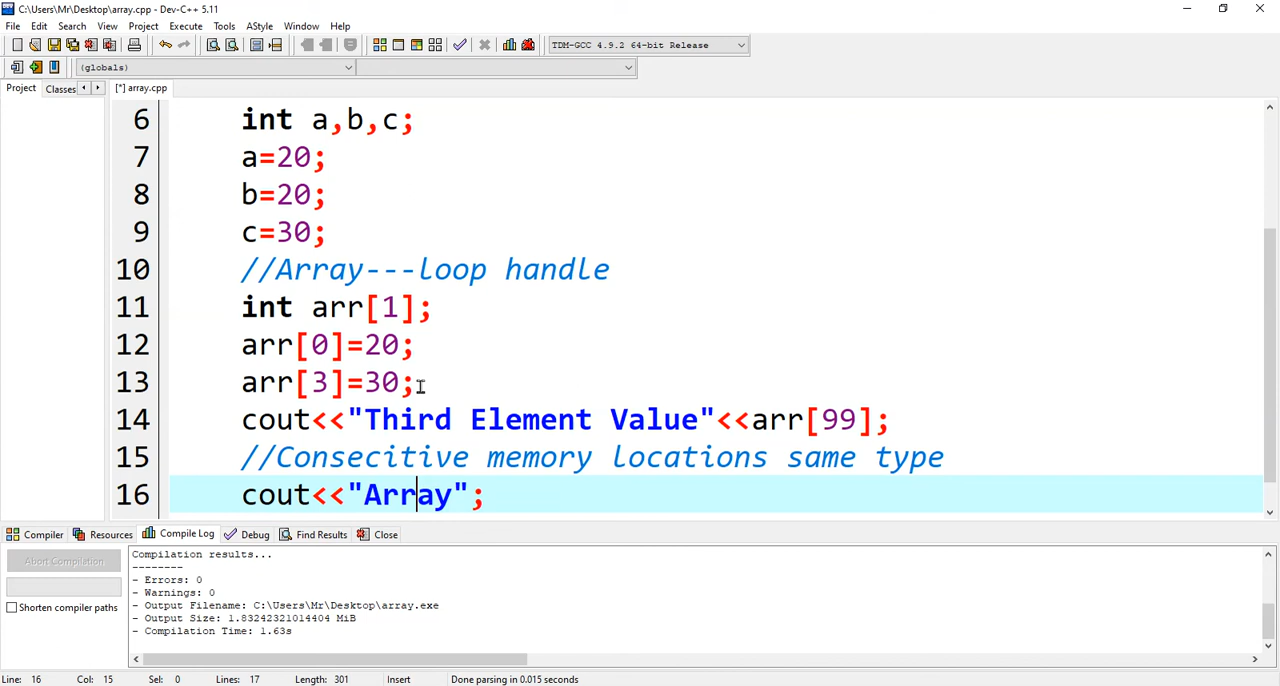 C:\Users\Mr\Desktop\array.cpp - Dev-C++ 5.11
File Edit Search View Project Execute Tools AStyle Window Help
TDM-GCC 4.9.2 64-bit Release
(globals)
Project Classes [*] array.cpp
6 int a,b,c;
7 a=20;
8 b=20;
9 c=30;
10 //Array---loop handle
11 int arr[1];
12 arr[0]=20;
13 arr[3]=30;
14 cout<<"Third Element Value"<<arr[99];
15 //Consecitive memory locations same type
16 cout<<"Array";
Compiler Resources Compile Log Debug Find Results Close
Abort Compilation
Shorten compiler paths
Compilation results...
--------
- Errors: 0
- Warnings: 0
- Output Filename: C:\Users\Mr\Desktop\array.exe
- Output Size: 1.83242321014404 MiB
- Compilation Time: 1.63s
Line: 16 Col: 15 Sel: 0 Lines: 17 Length: 301 Insert Done parsing in 0.015 seconds